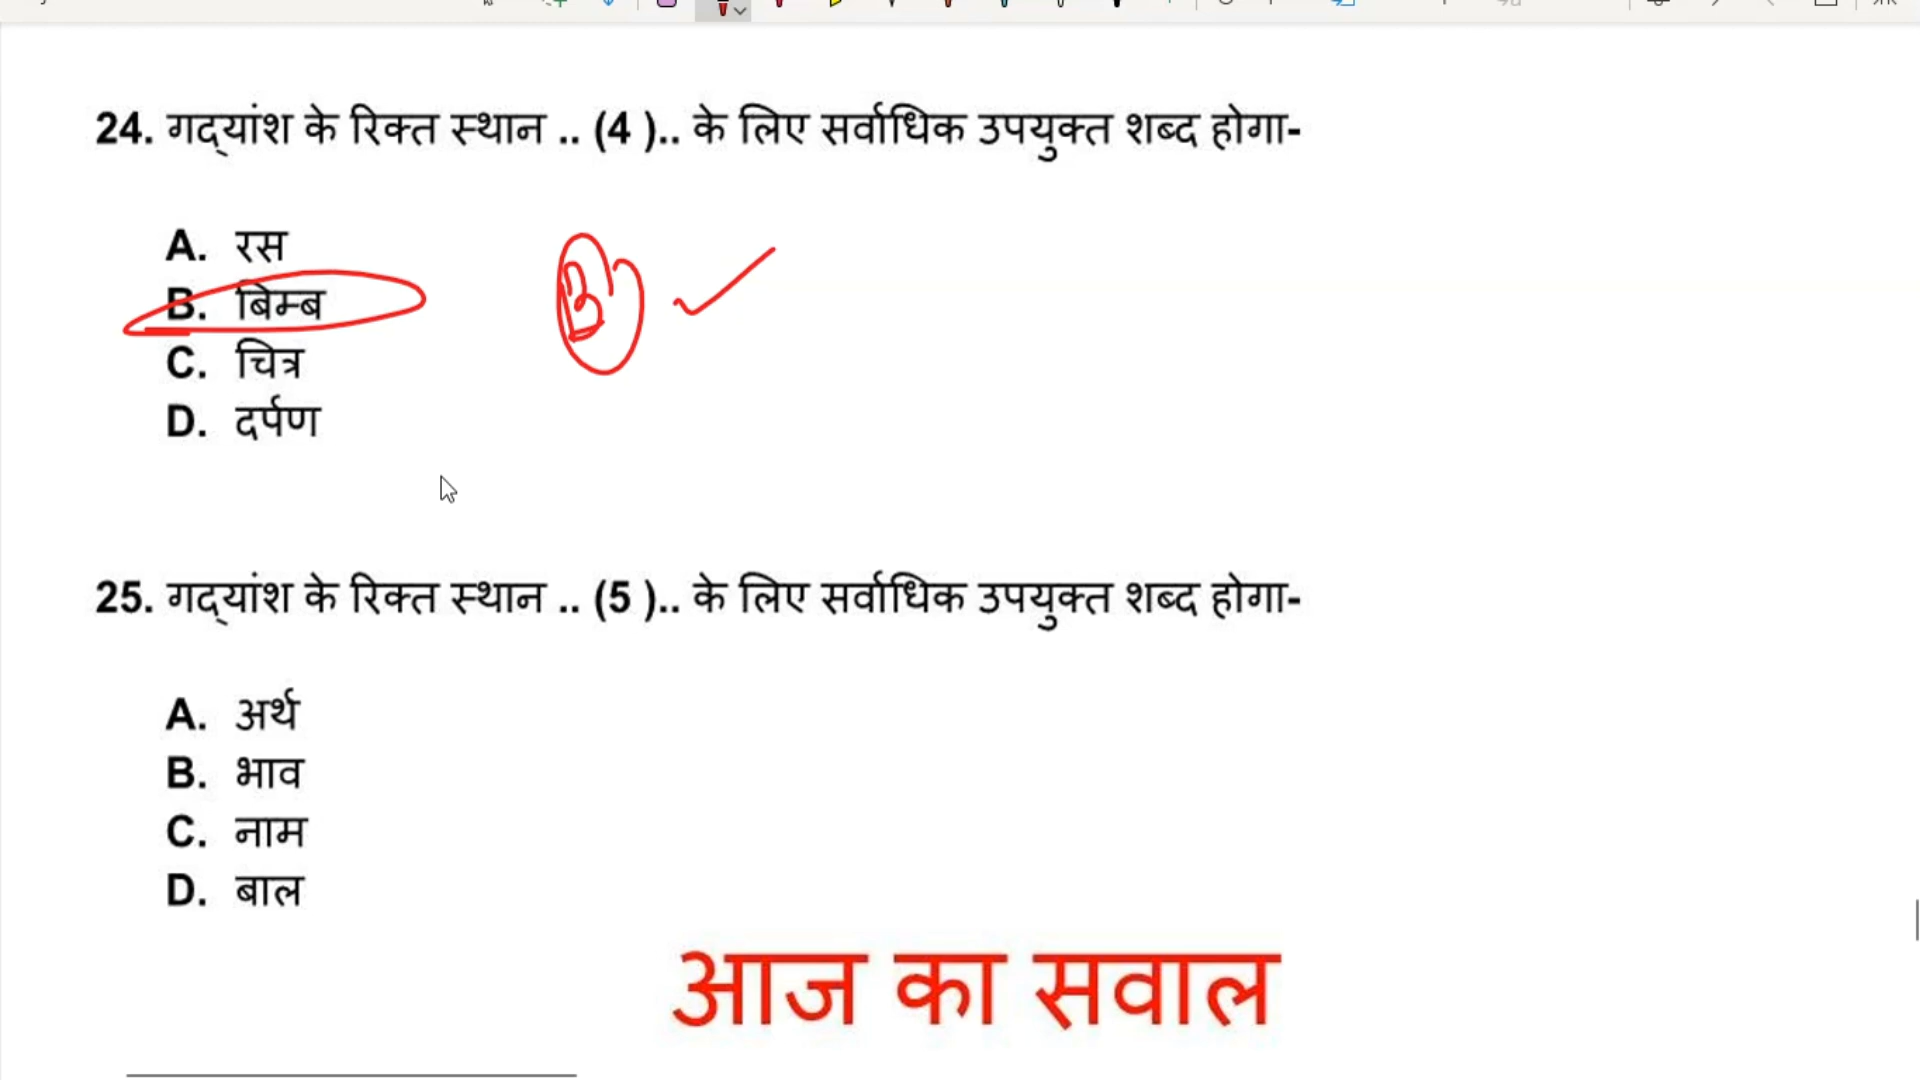 24. गद्यांश के रिक्त स्थान .. (4 ).. के लिए सर्वाधिक उपयुक्त शब्द होगा-
A. रस
B. बिम्ब
B
C. चित्र
D. दर्पण
25. गद्यांश के रिक्त स्थान .. (5 ).. के लिए सर्वाधिक उपयुक्त शब्द होगा-
A. अर्थ
B. भाव
C. नाम
D. बाल
आज का सवाल